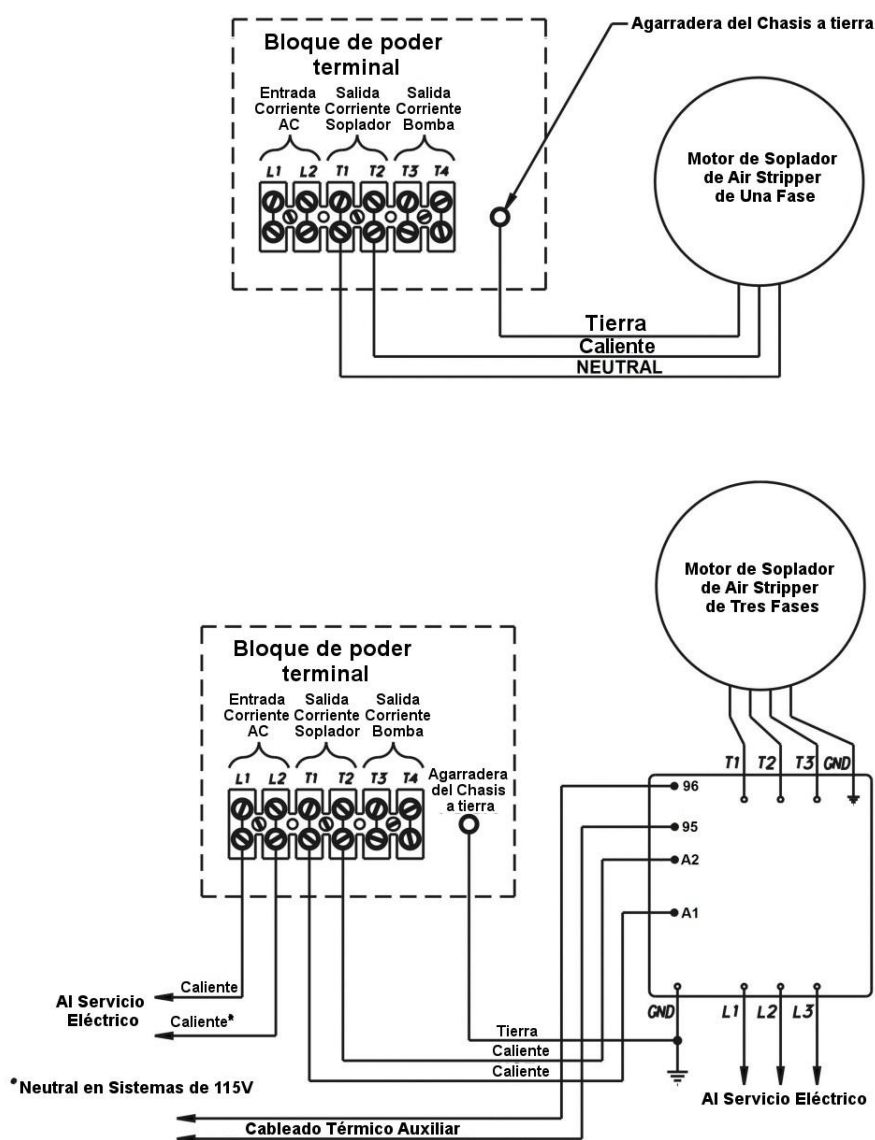 Agarradera del Chasis a tierra
Bloque de poder
terminal
Entrada Salida Salida
Corriente Corriente Corriente
AC Soplador Bomba
L1 L2 T1 T2 T3 T4
Motor de Soplador
de Air Stripper
de Una Fase
Tierra
Caliente
NEUTRAL
Motor de Soplador
de Air Stripper
de Tres Fases
Bloque de poder
terminal
Entrada Salida Salida
Corriente Corriente Corriente
AC Soplador Bomba
L1 L2 T1 T2 T3 T4
Agarradera
del Chasis
a tierra
T1 T2 T3 GND
96
95
A2
A1
GND L1 L2 L3
Caliente
Al Servicio
Eléctrico
Caliente*
Tierra
Caliente
Caliente
Al Servicio Eléctrico
*Neutral en Sistemas de 115V
Cableado Térmico Auxiliar